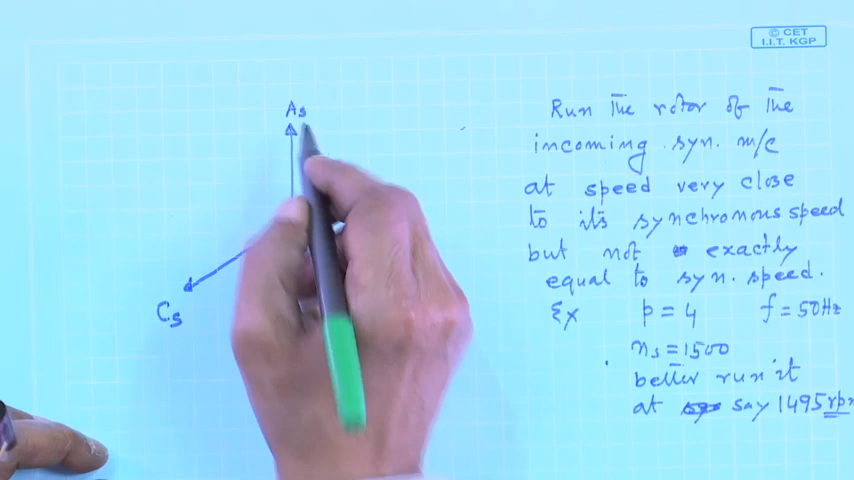 © CET
I.I.T. KGP
As
Cs
Run the rotor of the
incoming syn. m/c
at speed very close
to its synchronous speed
but not exactly
equal to syn. speed.
Ex p = 4 f = 50Hz
ns = 1500
better run it
at say 1495 rpm